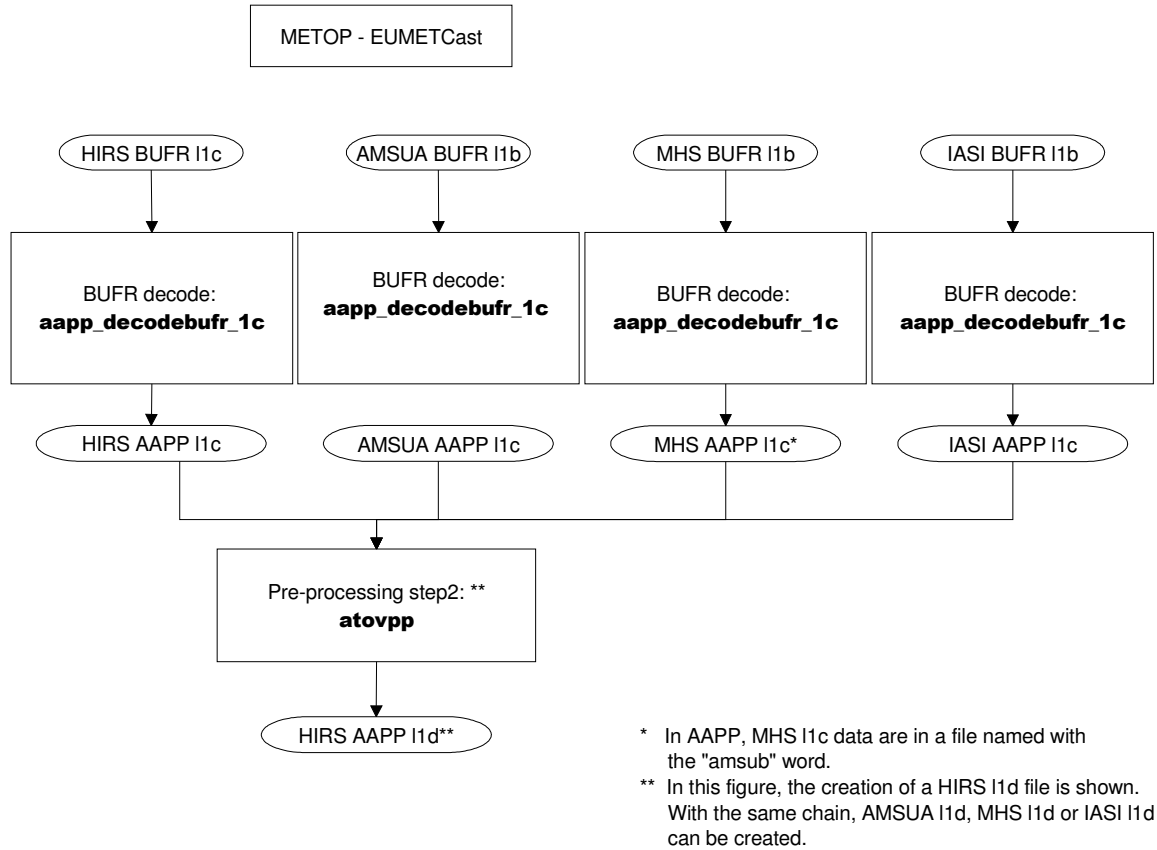 METOP - EUMETCast
HIRS BUFR l1c
AMSUA BUFR l1b
MHS BUFR l1b
IASI BUFR l1b
BUFR decode:
aapp_decodebufr_1c
BUFR decode:
aapp_decodebufr_1c
BUFR decode:
aapp_decodebufr_1c
BUFR decode:
aapp_decodebufr_1c
HIRS AAPP l1c
AMSUA AAPP l1c
MHS AAPP l1c*
IASI AAPP l1c
Pre-processing step2: **
atovpp
HIRS AAPP l1d**
* In AAPP, MHS l1c data are in a file named with
the "amsub" word.
** In this figure, the creation of a HIRS l1d file is shown.
With the same chain, AMSUA l1d, MHS l1d or IASI l1d
can be created.